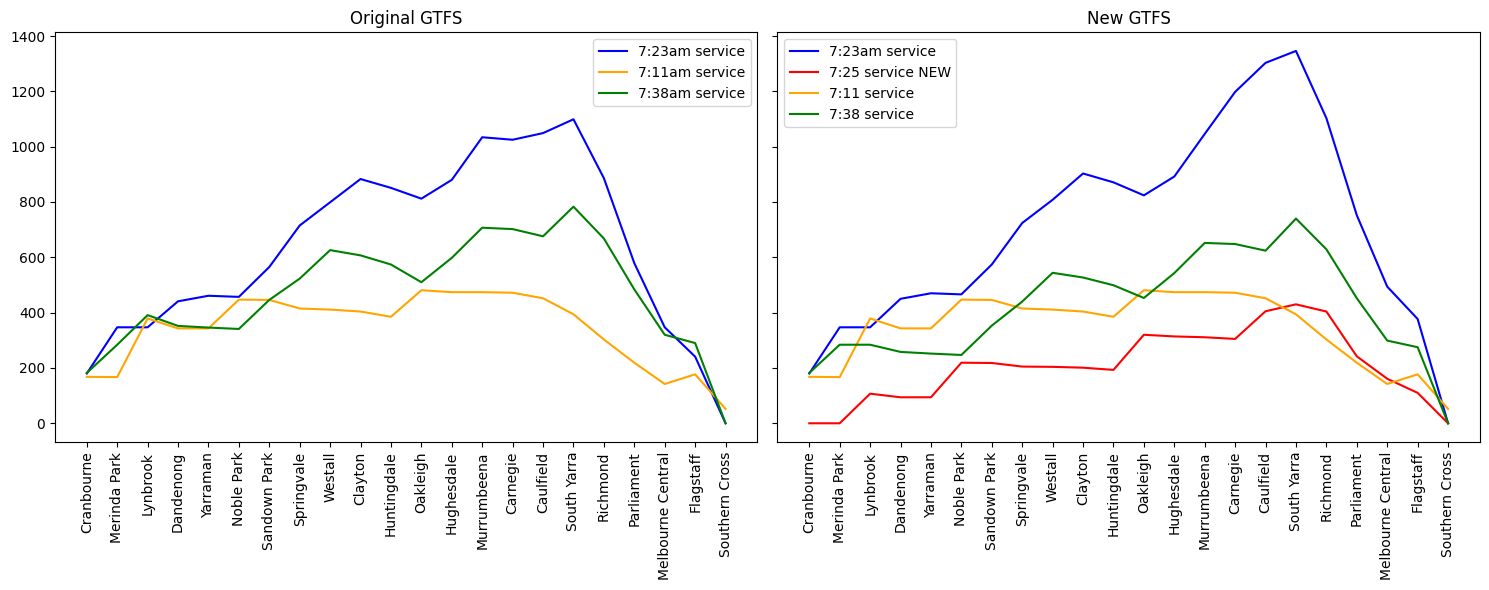 Original GTFS
1400
1200
1000
800
600
400
200
0
7:23am service
7:11am service
7:38am service
Cranbourne
Merinda Park
Lynbrook
Dandenong
Yarraman
Noble Park
Sandown Park
Springvale
Westall
Clayton
Huntingdale
Oakleigh
Hughesdale
Murrumbeena
Carnegie
Caulfield
South Yarra
Richmond
Parliament
Melbourne Central
Flagstaff
Southern Cross
New GTFS
7:23am service
7:25 service NEW
7:11 service
7:38 service
Cranbourne
Merinda Park
Lynbrook
Dandenong
Yarraman
Noble Park
Sandown Park
Springvale
Westall
Clayton
Huntingdale
Oakleigh
Hughesdale
Murrumbeena
Carnegie
Caulfield
South Yarra
Richmond
Parliament
Melbourne Central
Flagstaff
Southern Cross